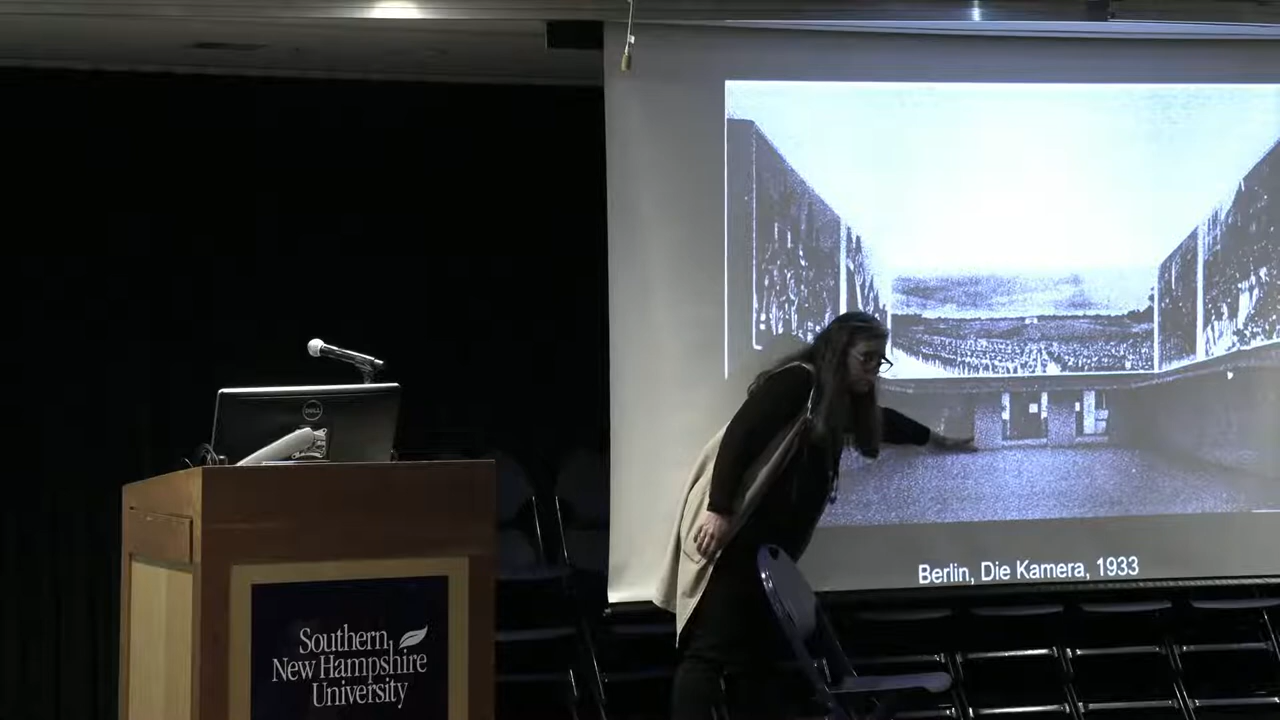 DELL
Berlin, Die Kamera, 1933
Southern
New Hampshire
University